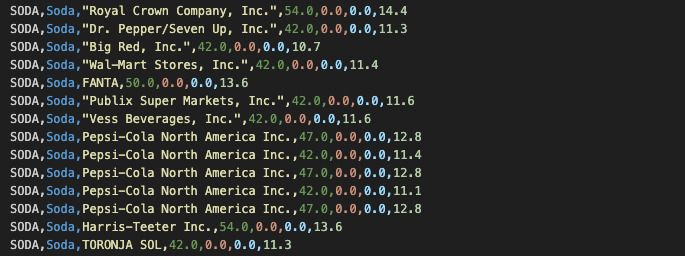 SODA,Soda,"Royal Crown Company, Inc.",54.0,0.0,0.0,14.4
SODA,Soda,"Dr. Pepper/Seven Up, Inc.",42.0,0.0,0.0,11.3
SODA,Soda,"Big Red, Inc.",42.0,0.0,0.0,10.7
SODA,Soda,"Wal-Mart Stores, Inc.",42.0,0.0,0.0,11.4
SODA,Soda,FANTA,50.0,0.0,0.0,13.6
SODA,Soda,"Publix Super Markets, Inc.",42.0,0.0,0.0,11.6
SODA,Soda,"Vess Beverages, Inc.",42.0,0.0,0.0,11.6
SODA,Soda,Pepsi-Cola North America Inc.,47.0,0.0,0.0,12.8
SODA,Soda,Pepsi-Cola North America Inc.,42.0,0.0,0.0,11.4
SODA,Soda,Pepsi-Cola North America Inc.,47.0,0.0,0.0,12.8
SODA,Soda,Pepsi-Cola North America Inc.,42.0,0.0,0.0,11.1
SODA,Soda,Pepsi-Cola North America Inc.,47.0,0.0,0.0,12.8
SODA,Soda,Harris-Teeter Inc.,54.0,0.0,0.0,13.6
SODA,Soda,TORONJA SOL,42.0,0.0,0.0,11.3